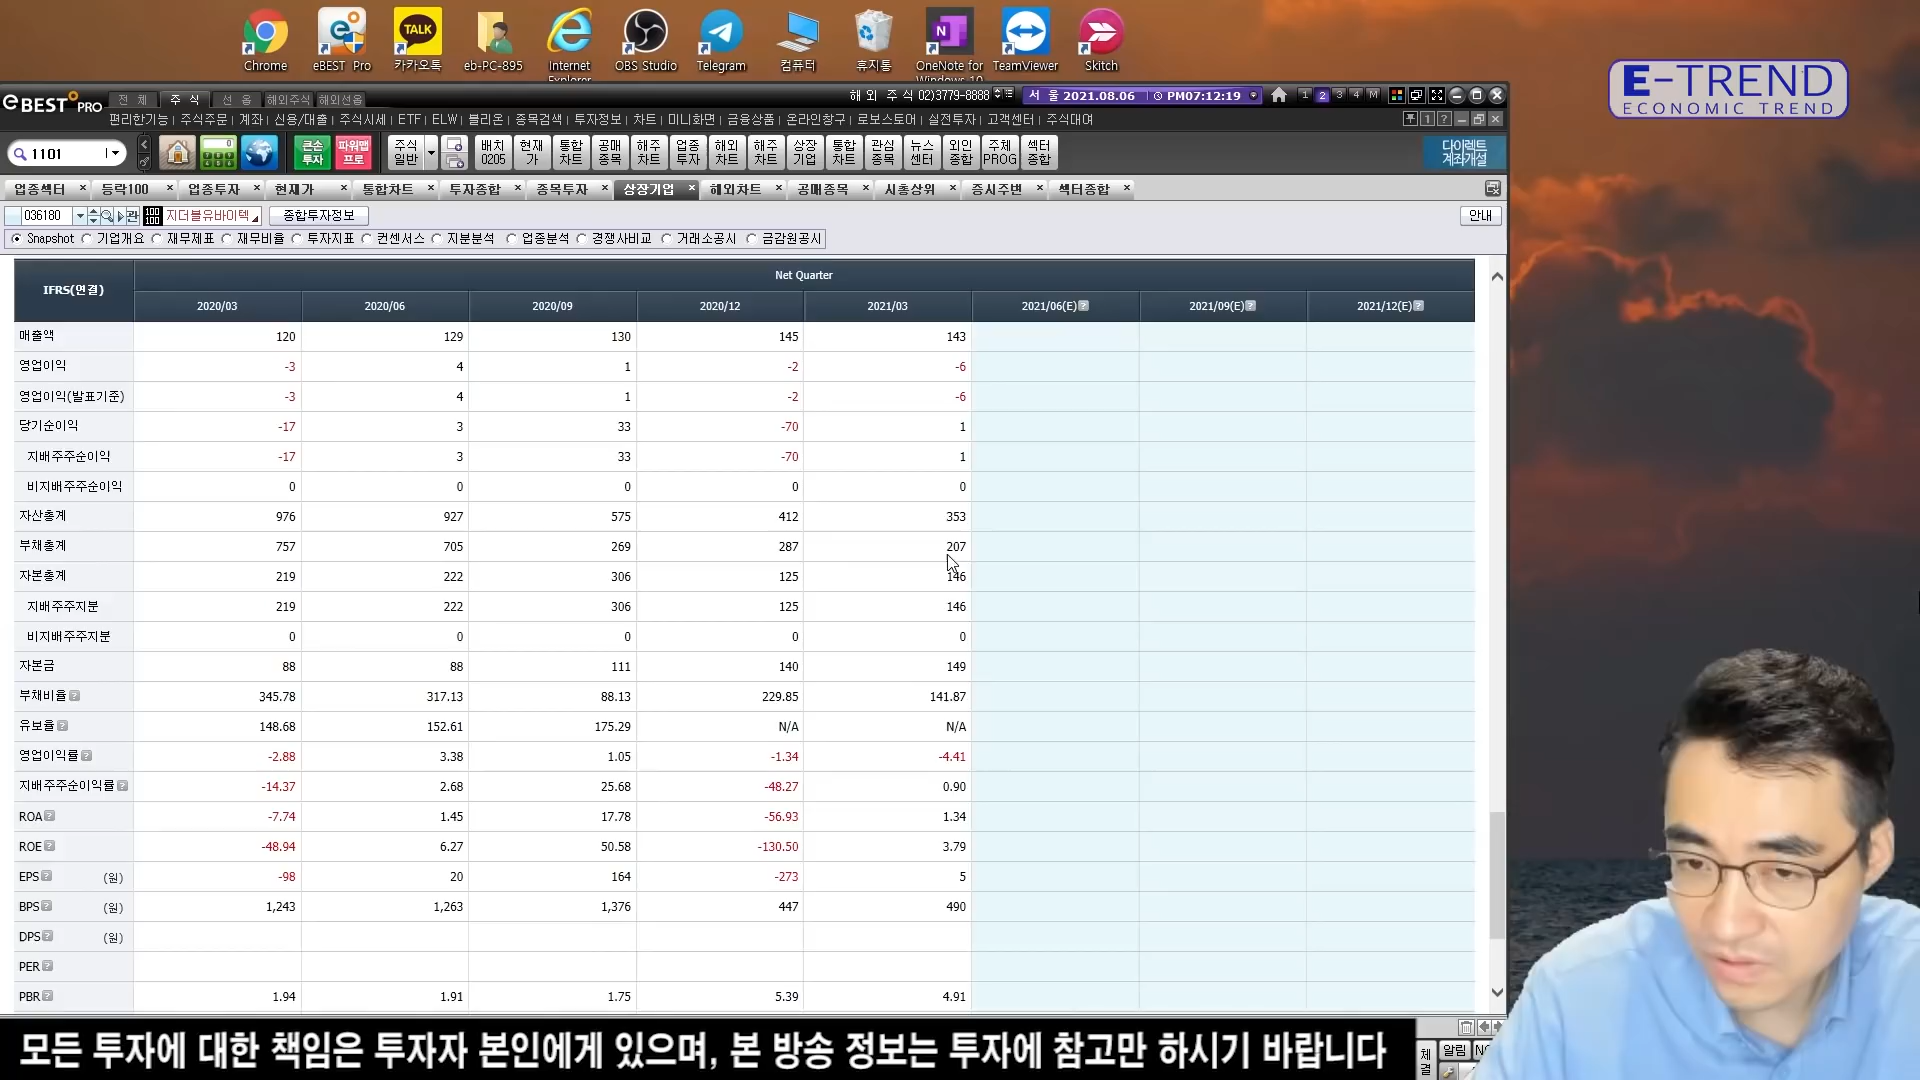 Chrome eBEST Pro 카카오톡 eb-PC-895 Internet Explorer OBS Studio Telegram 컴퓨터 휴지통 OneNote for Windows 10 TeamViewer Skitch
TALK
E-TREND
ECONOMIC TREND
eBEST PRO 전 체 주 식 선 옵 해외주식 해외선옵 해 외 주 식 02)3779-8888 서 울 2021.08.06 PM07:12:19 1 2 3 4 M
편리한기능 주식주문 계좌 신용/대출 주식시세 ETF ELW 블리온 종목검색 투자정보 차트 미니화면 금융상품 온라인창구 로보스토어 실전투자 고객센터 주식대여
1101 큰손 투자 파워맵 프로 주식 일반 배치 0205 현재 가 통합 차트 공매 종목 해주 차트 업종 투자 해외 차트 해주 차트 상장 기업 통합 차트 관심 종목 뉴스 센터 외인 종합 주체 PROG 섹터 종합 다이렉트 계좌개설
업종섹터 등락100 업종투자 현재가 통합차트 투자종합 종목투자 상장기업 해외차트 공매종목 시총상위 증시주변 섹터종합
036180 관 100 100 지더블유바이텍 종합투자정보 안내
Snapshot 기업개요 재무제표 재무비율 투자지표 컨센서스 지분분석 업종분석 경쟁사비교 거래소공시 금감원공시
IFRS(연결) Net Quarter
2020/03 2020/06 2020/09 2020/12 2021/03 2021/06(E) 2021/09(E) 2021/12(E)
매출액 120 129 130 145 143
영업이익 -3 4 1 -2 -6
영업이익(발표기준) -3 4 1 -2 -6
당기순이익 -17 3 33 -70 1
지배주주순이익 -17 3 33 -70 1
비지배주주순이익 0 0 0 0 0
자산총계 976 927 575 412 353
부채총계 757 705 269 287 207
자본총계 219 222 306 125 146
지배주주지분 219 222 306 125 146
비지배주주지분 0 0 0 0 0
자본금 88 88 111 140 149
부채비율 345.78 317.13 88.13 229.85 141.87
유보율 148.68 152.61 175.29 N/A N/A
영업이익률 -2.88 3.38 1.05 -1.34 -4.41
지배주주순이익률 -14.37 2.68 25.68 -48.27 0.90
ROA -7.74 1.45 17.78 -56.93 1.34
ROE -48.94 6.27 50.58 -130.50 3.79
EPS (원) -98 20 164 -273 5
BPS (원) 1,243 1,263 1,376 447 490
DPS (원)
PER
PBR 1.94 1.91 1.75 5.39 4.91
모든 투자에 대한 책임은 투자자 본인에게 있으며, 본 방송 정보는 투자에 참고만 하시기 바랍니다
체결 알림